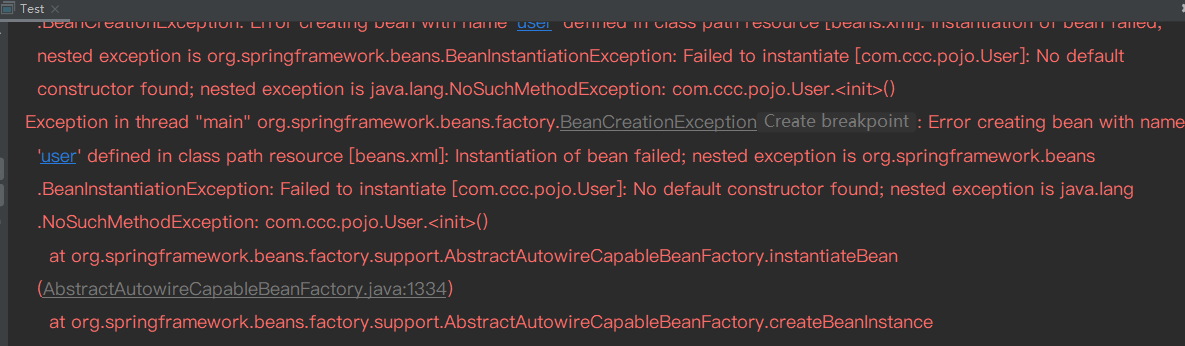 Test
.BeanCreationException: Error creating bean with name 'user' defined in class path resource [beans.xml]: Instantiation of bean failed;
nested exception is org.springframework.beans.BeanInstantiationException: Failed to instantiate [com.ccc.pojo.User]: No default
constructor found; nested exception is java.lang.NoSuchMethodException: com.ccc.pojo.User.<init>()
Exception in thread "main" org.springframework.beans.factory.BeanCreationException Create breakpoint : Error creating bean with name
'user' defined in class path resource [beans.xml]: Instantiation of bean failed; nested exception is org.springframework.beans
.BeanInstantiationException: Failed to instantiate [com.ccc.pojo.User]: No default constructor found; nested exception is java.lang
.NoSuchMethodException: com.ccc.pojo.User.<init>()
at org.springframework.beans.factory.support.AbstractAutowireCapableBeanFactory.instantiateBean
(AbstractAutowireCapableBeanFactory.java:1334)
at org.springframework.beans.factory.support.AbstractAutowireCapableBeanFactory.createBeanInstance